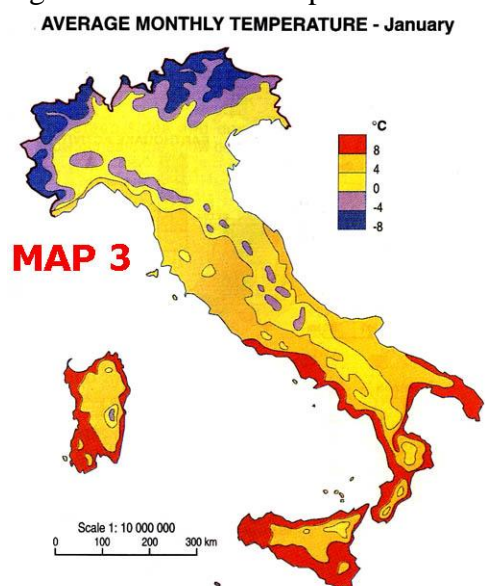 AVERAGE MONTHLY TEMPERATURE - January
°C
8
4
0
-4
-8
MAP 3
Scale 1: 10 000 000
0 100 200 300 km